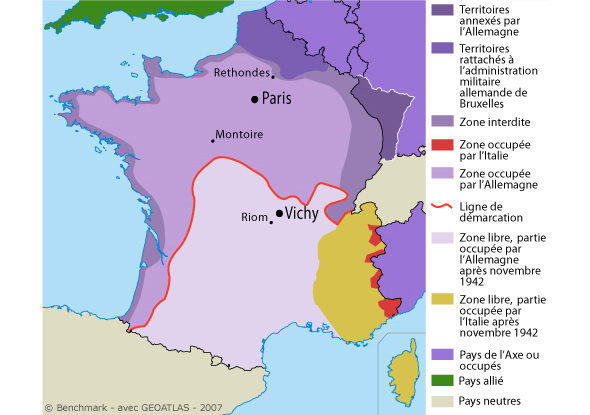 Rethondes
Paris
Montoire
Riom
Vichy
© Benchmark - avec GEOATLAS - 2007
Territoires
annexés par
l'Allemagne
Territoires
rattachés à
l'administration
militaire
allemande de
Bruxelles
Zone interdite
Zone occupée
par l'Italie
Zone occupée
par l'Allemagne
Ligne de
démarcation
Zone libre, partie
occupée par
l'Allemagne
après novembre
1942
Zone libre, partie
occupée par
l'Italie après
novembre 1942
Pays de l'Axe ou
occupés
Pays allié
Pays neutres